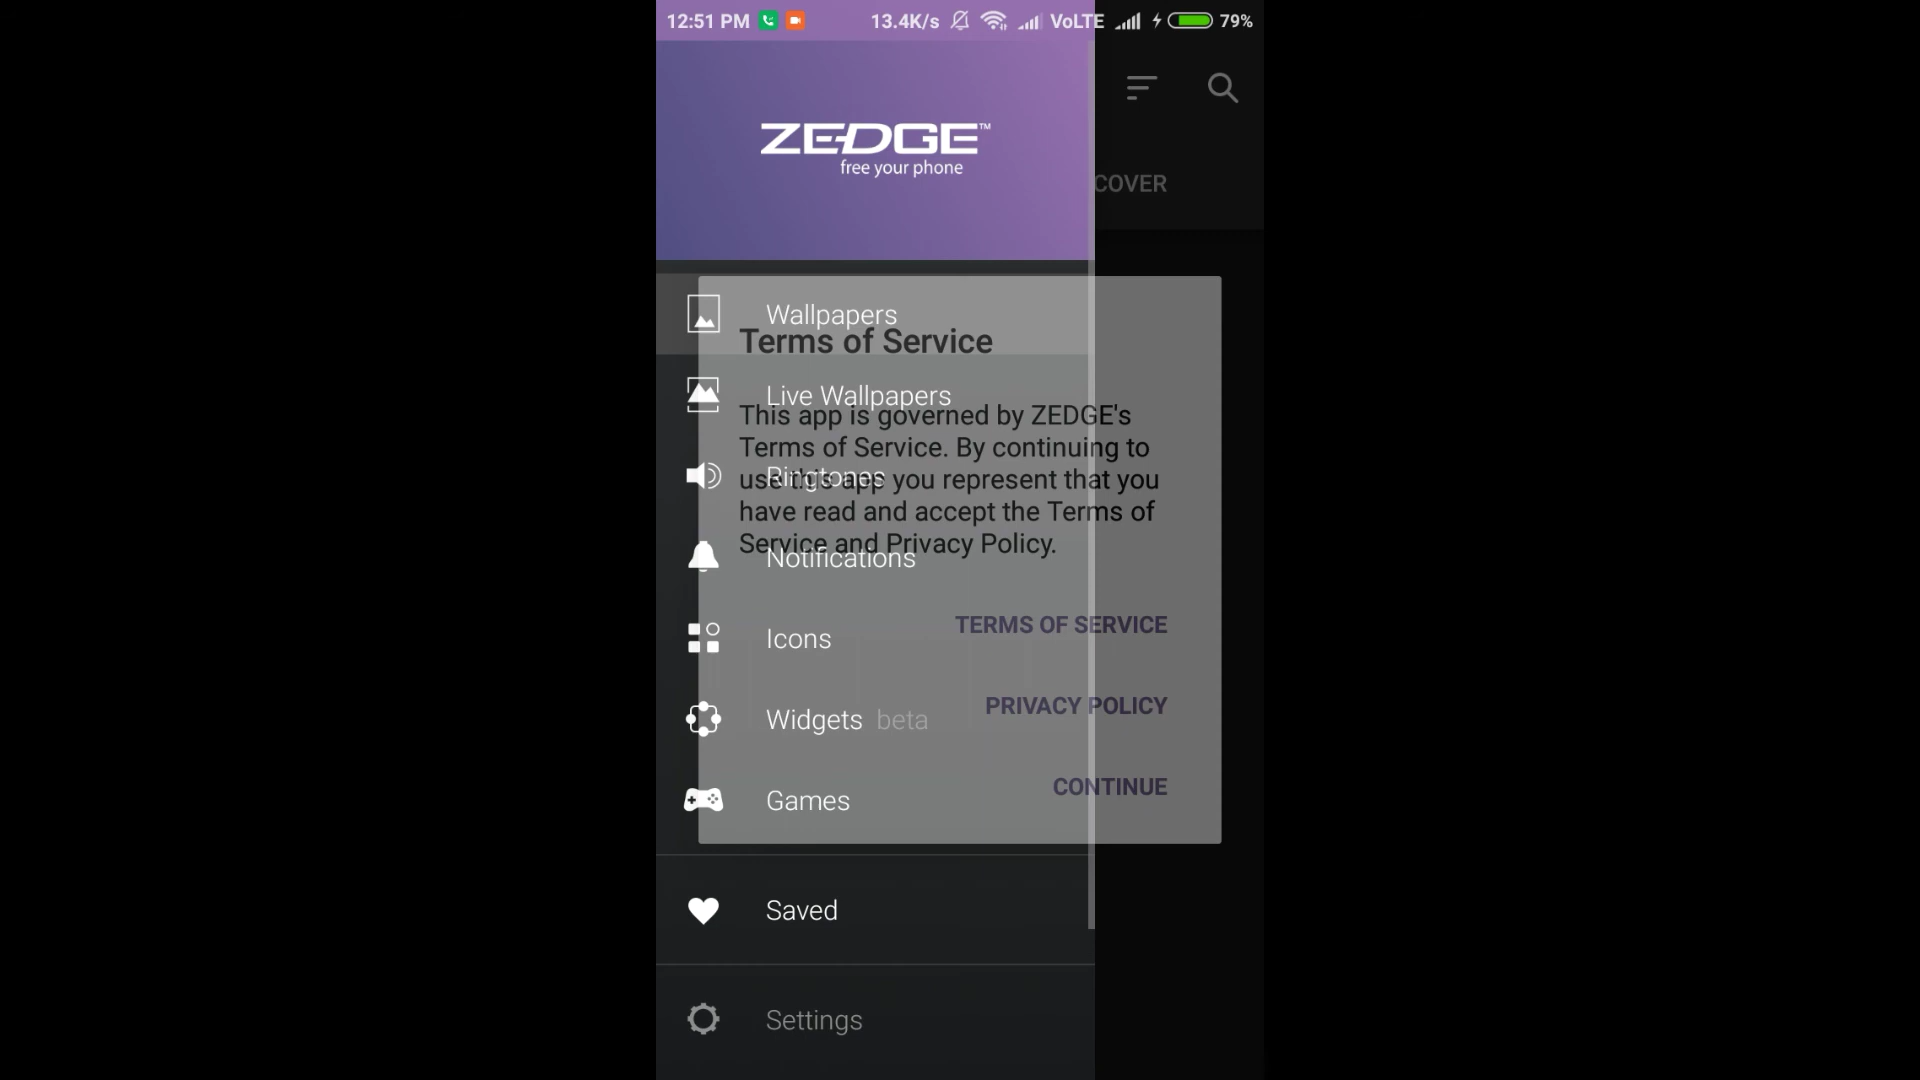 12:51 PM 13.4K/s VoLTE 79%
ZEDGE™
free your phone
COVER
Wallpapers
Terms of Service
Live Wallpapers
This app is governed by ZEDGE's
Terms of Service. By continuing to
Ringtones
use this app you represent that you
have read and accept the Terms of
Service and Privacy Policy.
Notifications
TERMS OF SERVICE
Icons
PRIVACY POLICY
Widgets beta
CONTINUE
Games
Saved
Settings